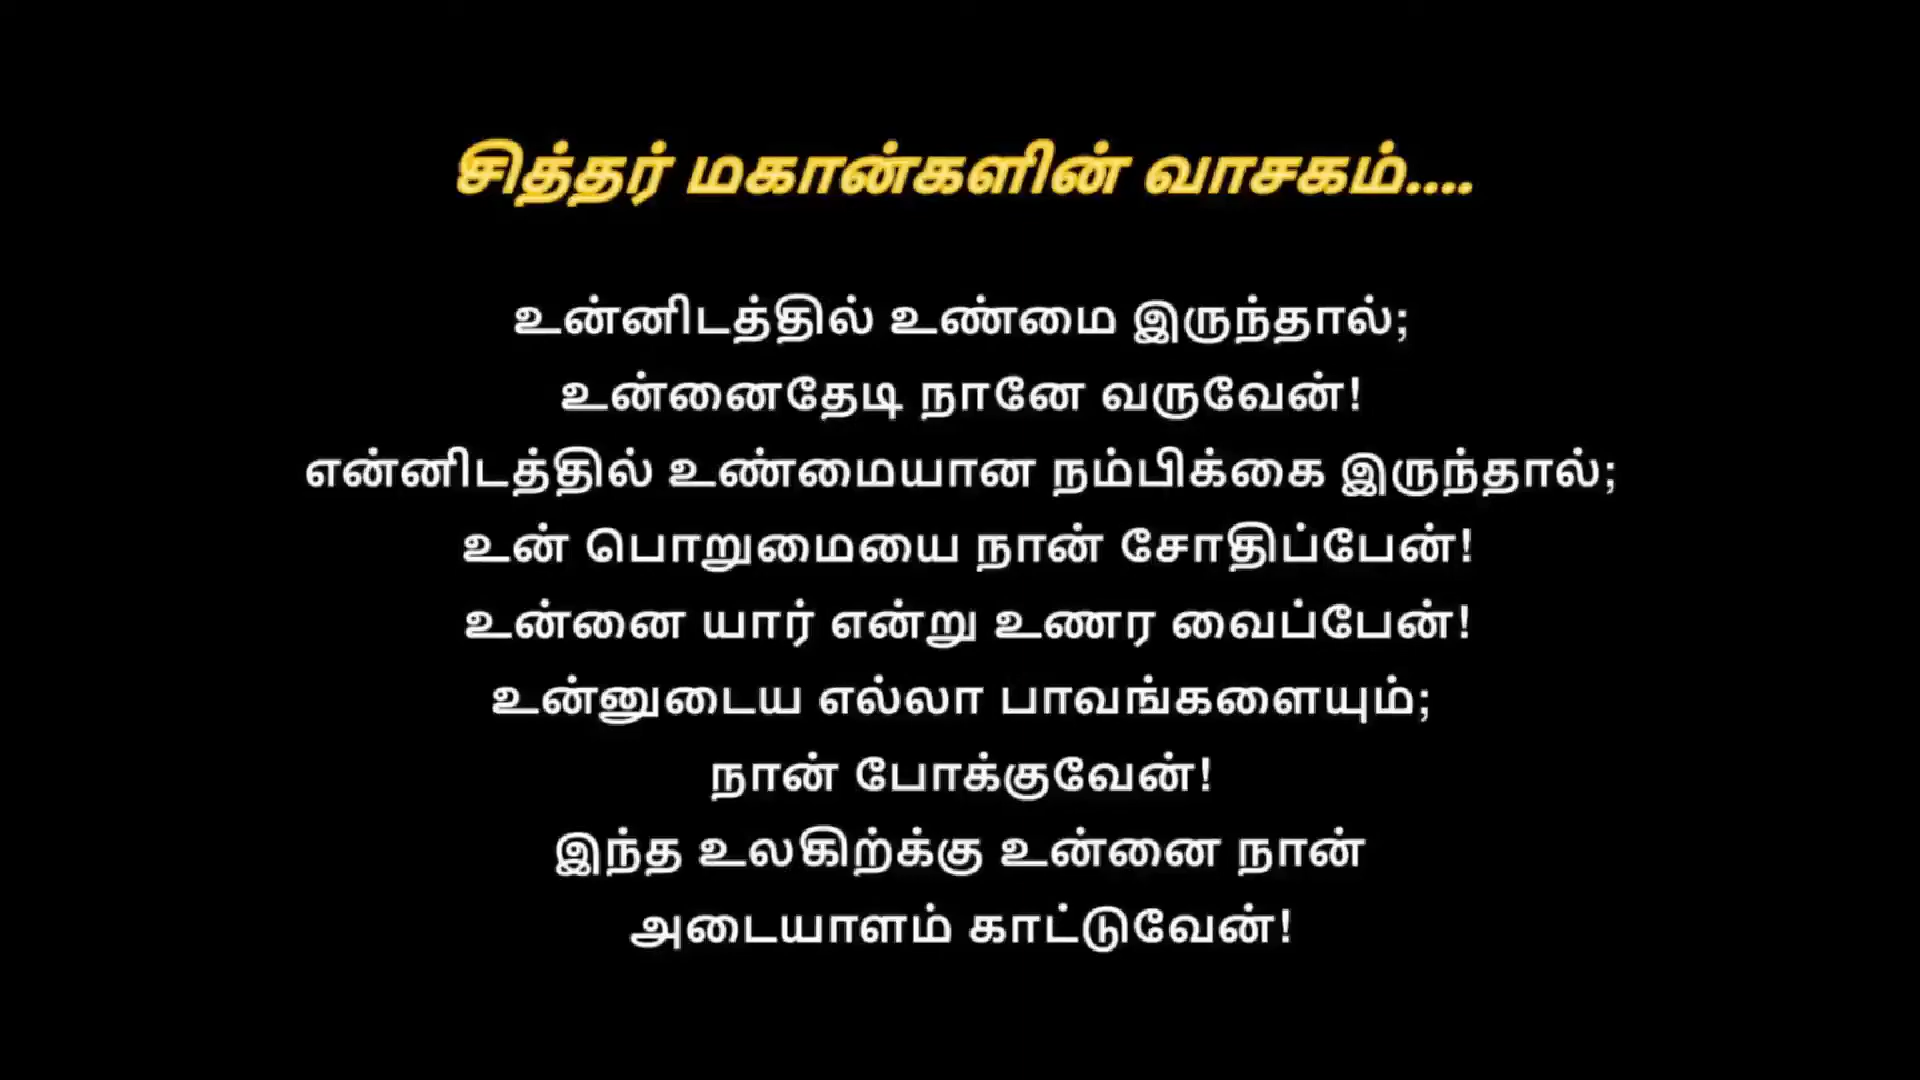 சித்தர் மகான்களின் வாசகம்....
உன்னிடத்தில் உண்மை இருந்தால்;
உன்னைதேடி நானே வருவேன்!
என்னிடத்தில் உண்மையான நம்பிக்கை இருந்தால்;
உன் பொறுமையை நான் சோதிப்பேன்!
உன்னை யார் என்று உணர வைப்பேன்!
உன்னுடைய எல்லா பாவங்களையும்;
நான் போக்குவேன்!
இந்த உலகிற்க்கு உன்னை நான்
அடையாளம் காட்டுவேன்!